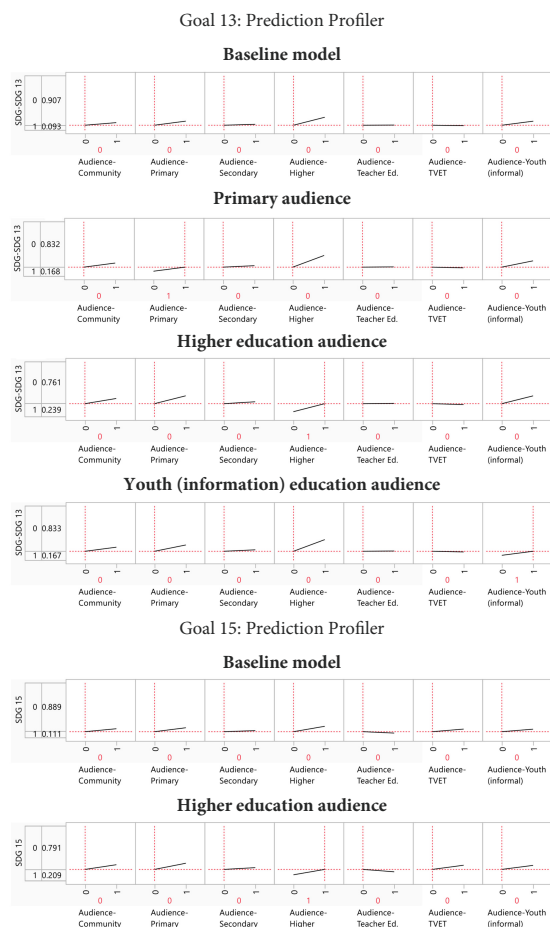 Goal 13: Prediction Profiler
Baseline model
SDG-SDG 13
0 0.907
1 0.093
0 1 0 1 0 1 0 1 0 1 0 1 0 1
0 0 0 0 0 0 0
Audience- Audience- Audience- Audience- Audience- Audience- Audience-Youth
Community Primary Secondary Higher Teacher Ed. TVET (informal)
Primary audience
SDG-SDG 13
0 0.832
1 0.168
0 1 0 1 0 1 0 1 0 1 0 1 0 1
0 1 0 0 0 0 0
Audience- Audience- Audience- Audience- Audience- Audience- Audience-Youth
Community Primary Secondary Higher Teacher Ed. TVET (informal)
Higher education audience
SDG-SDG 13
0 0.761
1 0.239
0 1 0 1 0 1 0 1 0 1 0 1 0 1
0 0 0 1 0 0 0
Audience- Audience- Audience- Audience- Audience- Audience- Audience-Youth
Community Primary Secondary Higher Teacher Ed. TVET (informal)
Youth (information) education audience
SDG-SDG 13
0 0.833
1 0.167
0 1 0 1 0 1 0 1 0 1 0 1 0 1
0 0 0 0 0 0 1
Audience- Audience- Audience- Audience- Audience- Audience- Audience-Youth
Community Primary Secondary Higher Teacher Ed. TVET (informal)
Goal 15: Prediction Profiler
Baseline model
SDG 15
0 0.889
1 0.111
0 1 0 1 0 1 0 1 0 1 0 1 0 1
0 0 0 0 0 0 0
Audience- Audience- Audience- Audience- Audience- Audience- Audience-Youth
Community Primary Secondary Higher Teacher Ed. TVET (informal)
Higher education audience
SDG 15
0 0.791
1 0.209
0 1 0 1 0 1 0 1 0 1 0 1 0 1
0 0 0 1 0 0 0
Audience- Audience- Audience- Audience- Audience- Audience- Audience-Youth
Community Primary Secondary Higher Teacher Ed. TVET (informal)